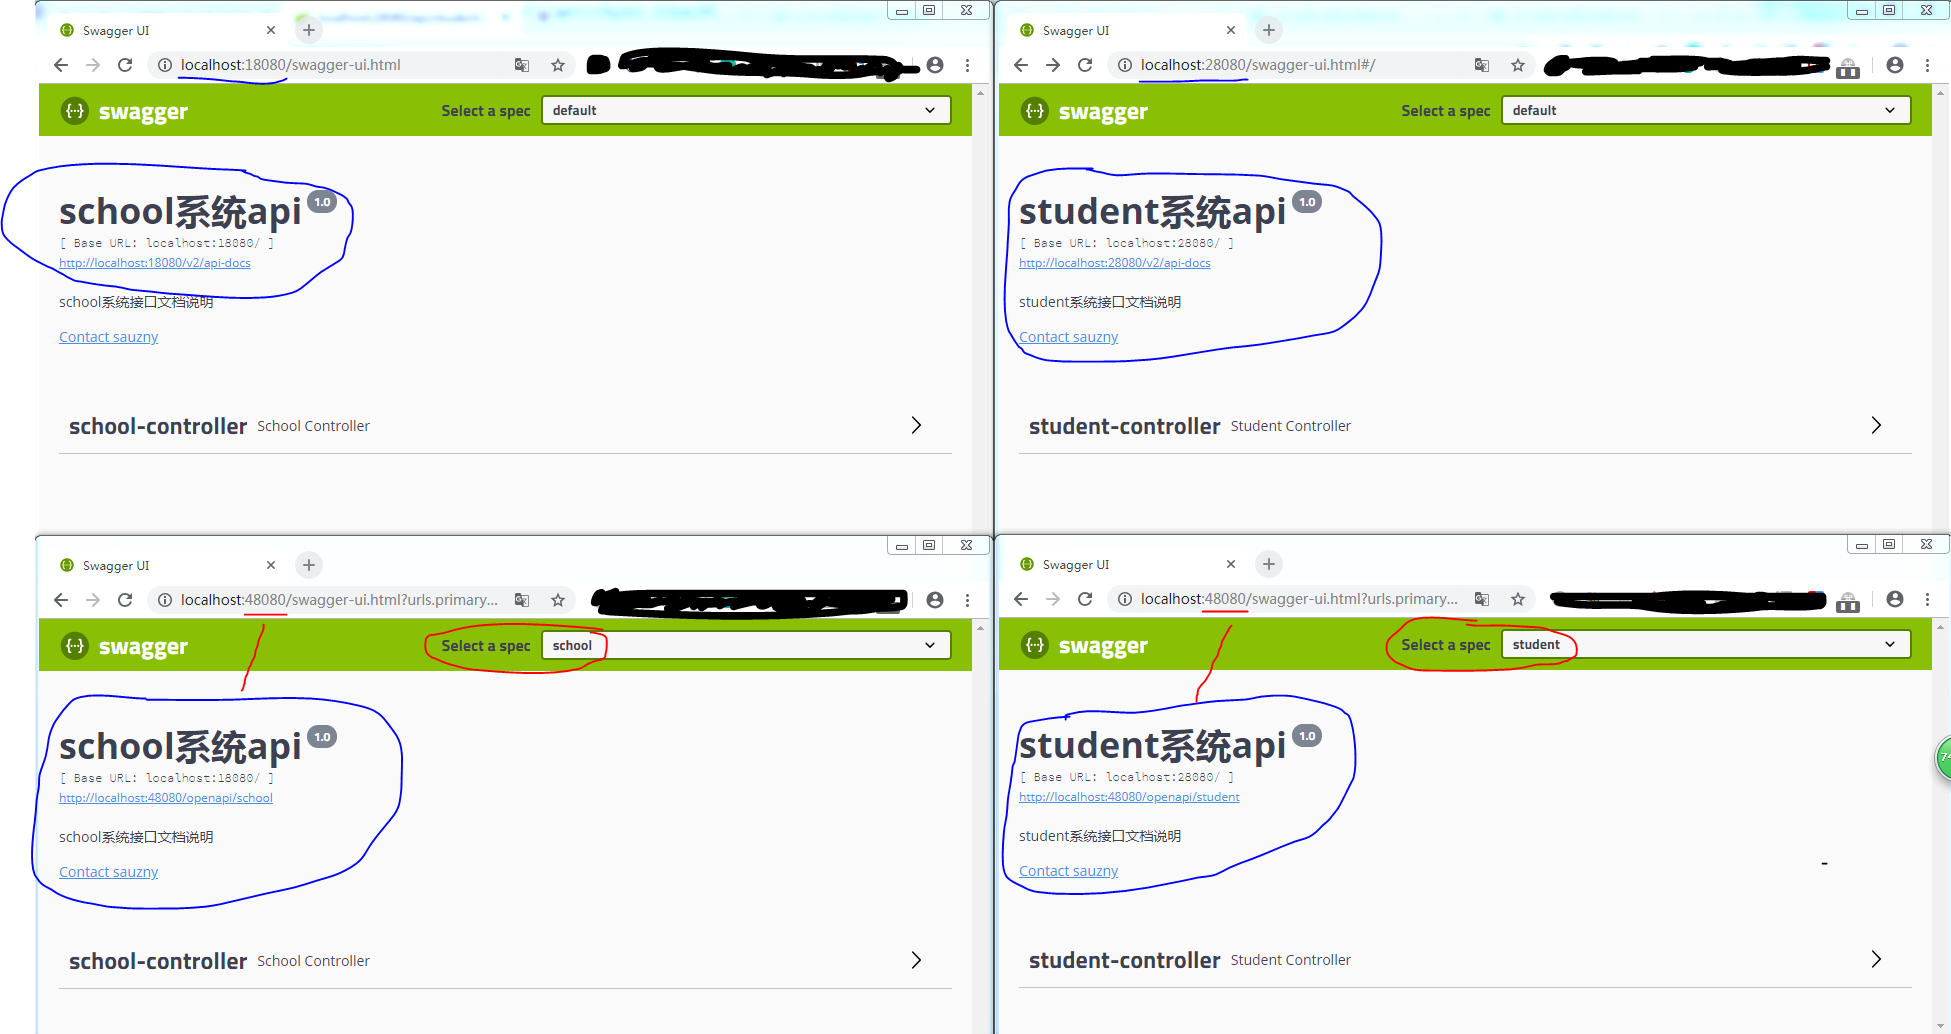 Swagger UI
localhost:18080/swagger-ui.html
swagger
Select a spec
default
school系统api 1.0
[ Base URL: localhost:18080/ ]
http://localhost:18080/v2/api-docs
school系统接口文档说明
Contact sauzny
school-controller School Controller
Swagger UI
localhost:28080/swagger-ui.html#/
swagger
Select a spec
default
student系统api 1.0
[ Base URL: localhost:28080/ ]
http://localhost:28080/v2/api-docs
student系统接口文档说明
Contact sauzny
student-controller Student Controller
Swagger UI
localhost:48080/swagger-ui.html?urls.primary...
swagger
Select a spec
school
school系统api 1.0
[ Base URL: localhost:18080/ ]
http://localhost:48080/openapi/school
school系统接口文档说明
Contact sauzny
school-controller School Controller
Swagger UI
localhost:48080/swagger-ui.html?urls.primary...
swagger
Select a spec
student
student系统api 1.0
[ Base URL: localhost:28080/ ]
http://localhost:48080/openapi/student
student系统接口文档说明
Contact sauzny
student-controller Student Controller